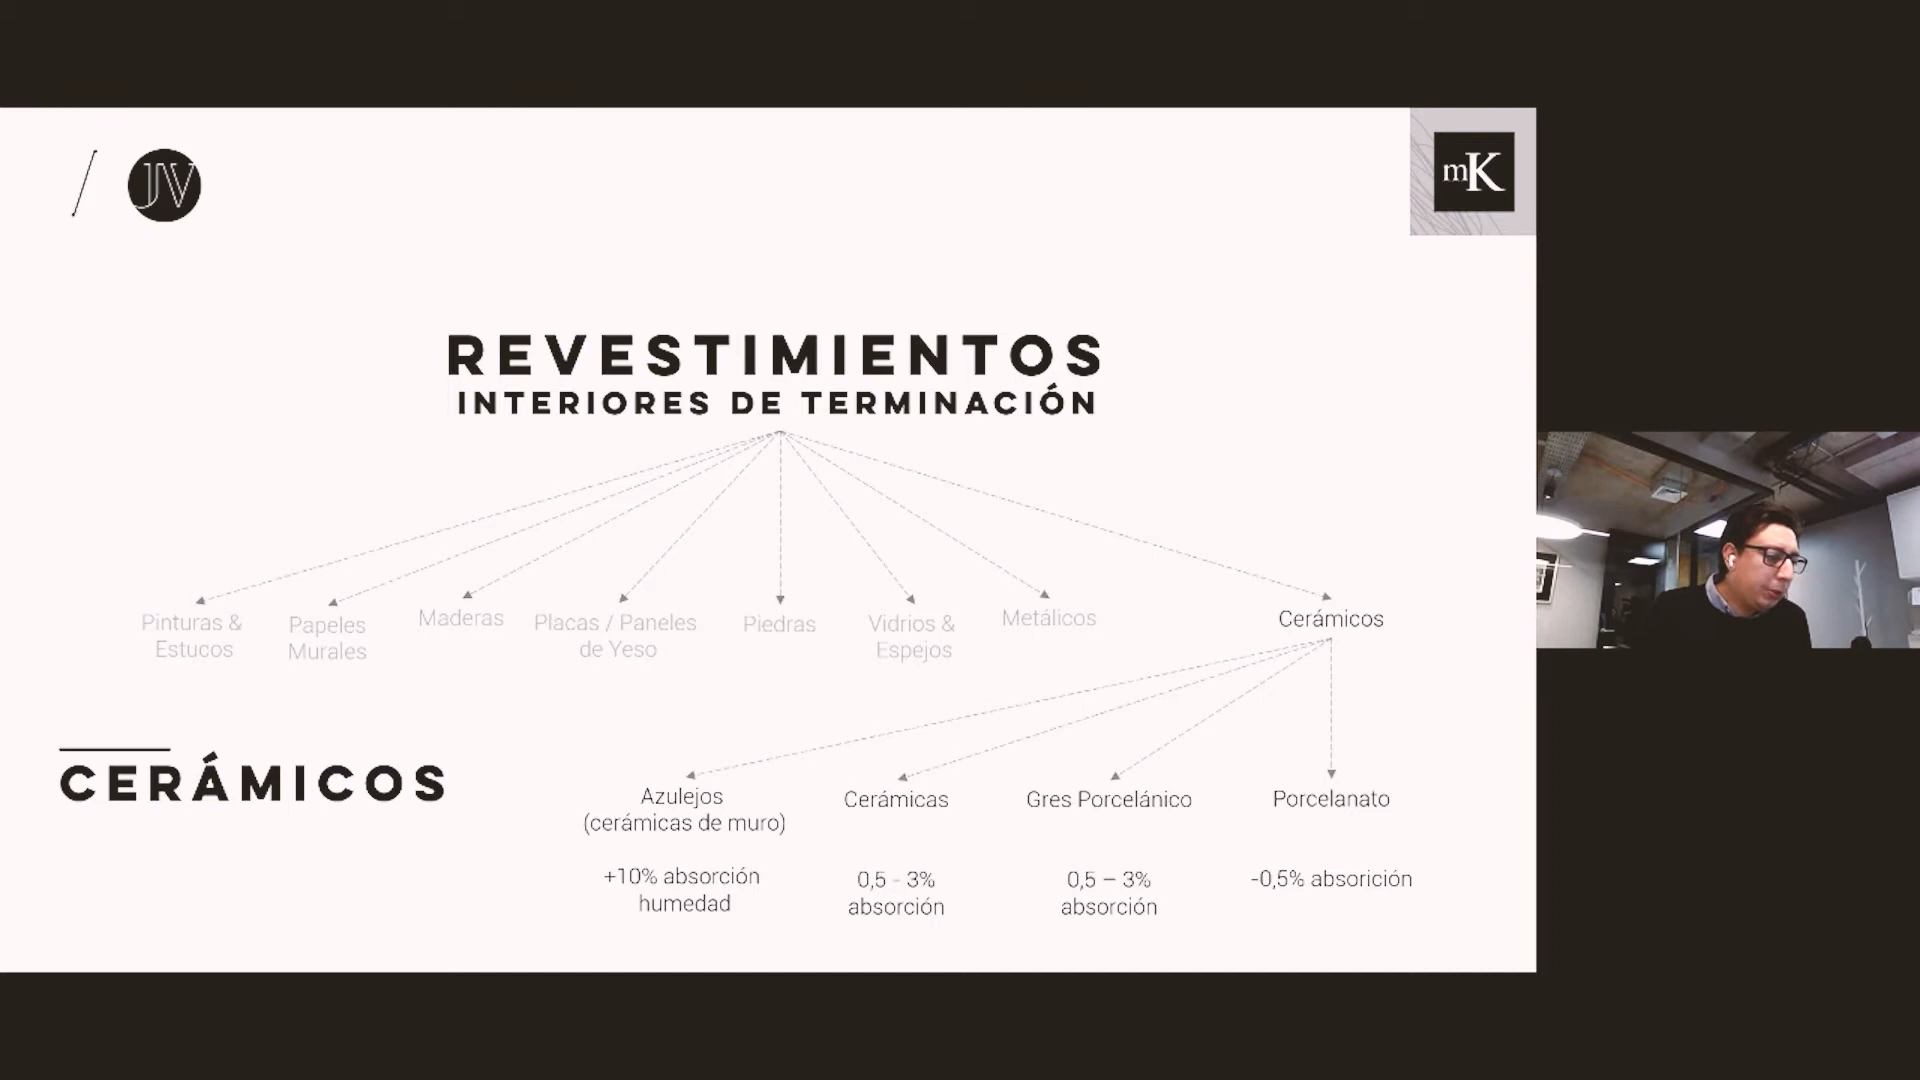 JV
mK
REVESTIMIENTOS
INTERIORES DE TERMINACIÓN
Pinturas &
Estucos
Papeles
Murales
Maderas
Placas / Paneles
de Yeso
Piedras
Vidrios &
Espejos
Metálicos
Cerámicos
CERÁMICOS
Azulejos
(cerámicas de muro)
Cerámicas
Gres Porcelánico
Porcelanato
+10% absorción
humedad
0,5 - 3%
absorción
0,5 – 3%
absorción
-0,5% absorición